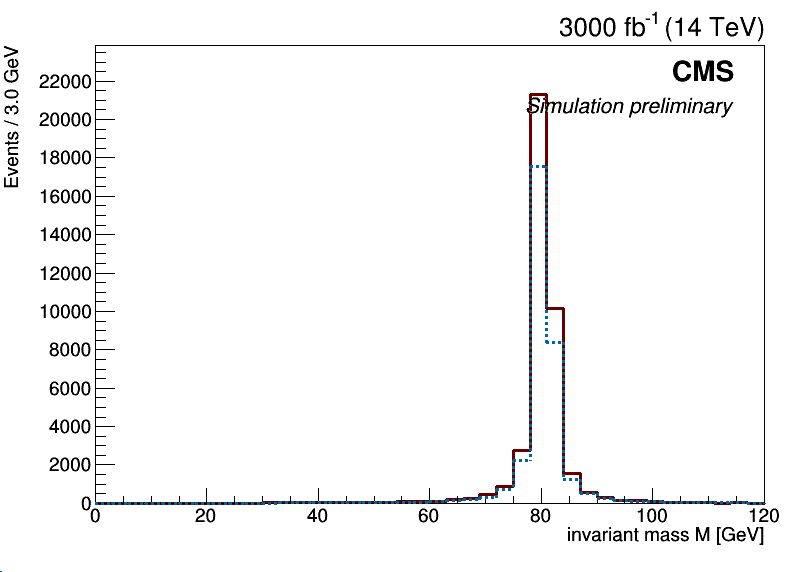 3000 fb-1 (14 TeV)
CMS
Simulation preliminary
Events / 3.0 GeV
22000
20000
18000
16000
14000
12000
10000
8000
6000
4000
2000
0
0 20 40 60 80 100 120
invariant mass M [GeV]